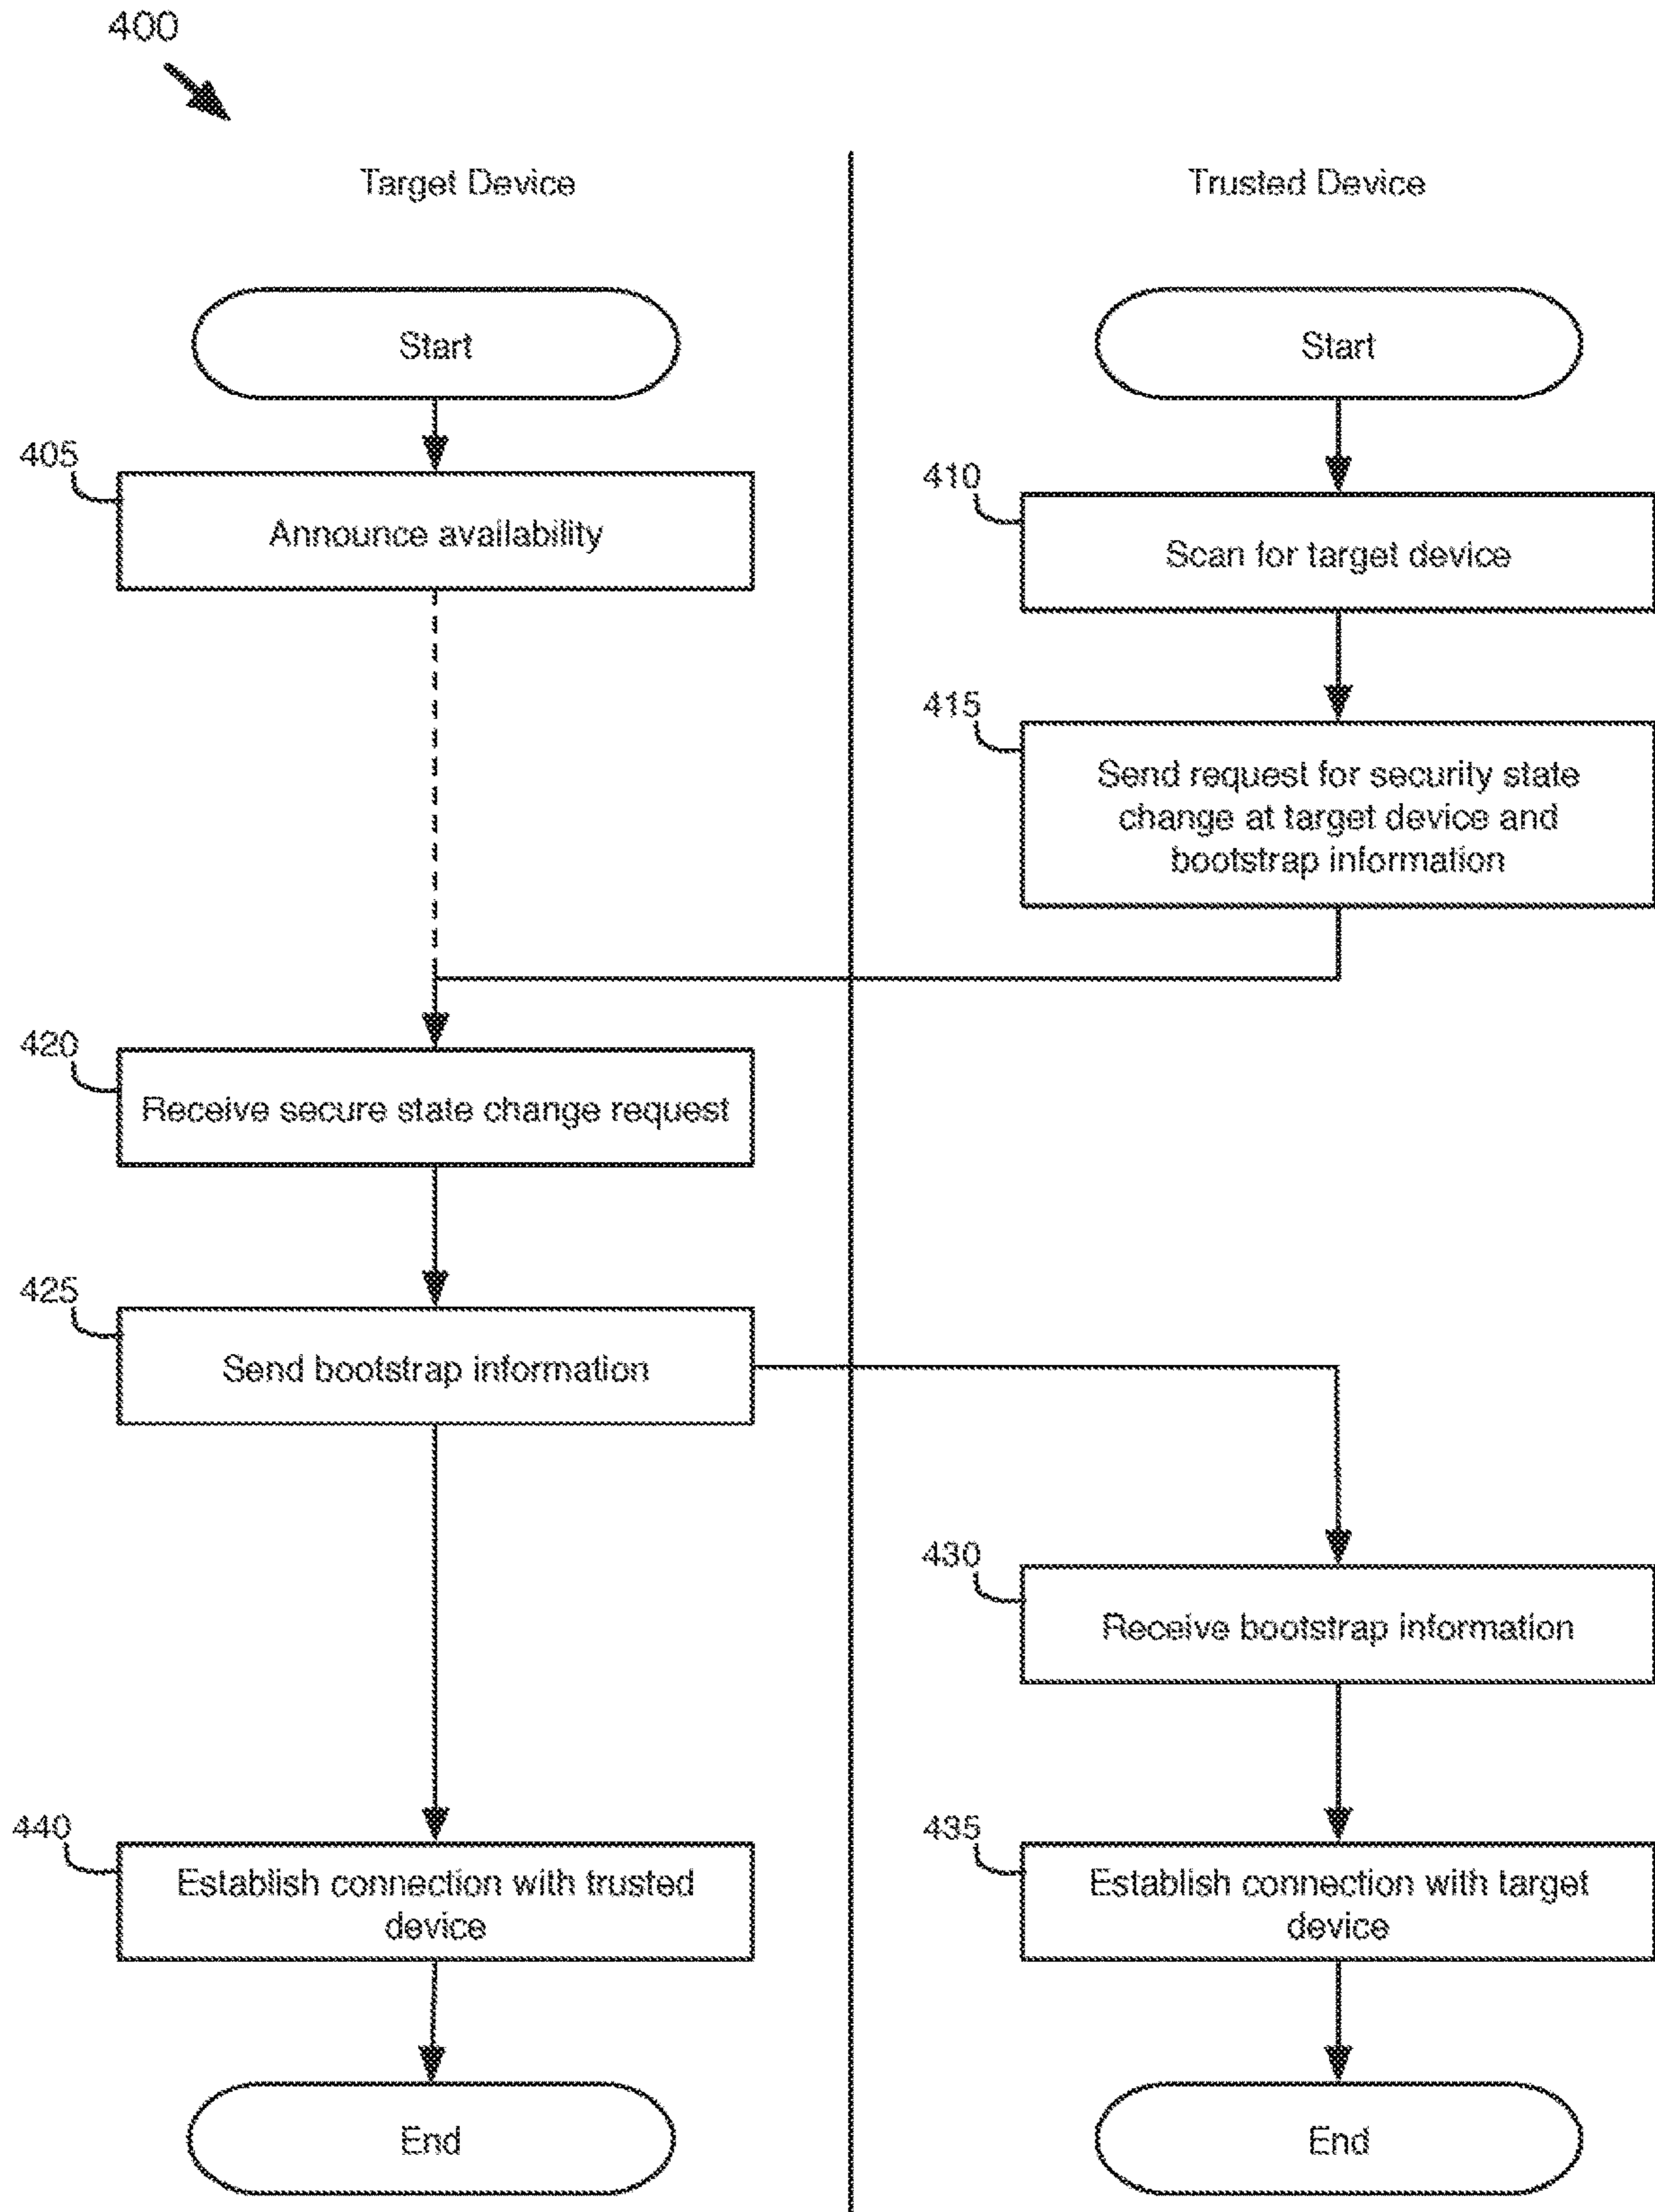 400
Target Device
Trusted Device
Start
Start
405
Announce availability
410
Scan for target device
415
Send request for security state
change at target device and
bootstrap information
420
Receive secure state change request
425
Send bootstrap information
430
Receive bootstrap information
440
Establish connection with trusted
device
435
Establish connection with target
device
End
End